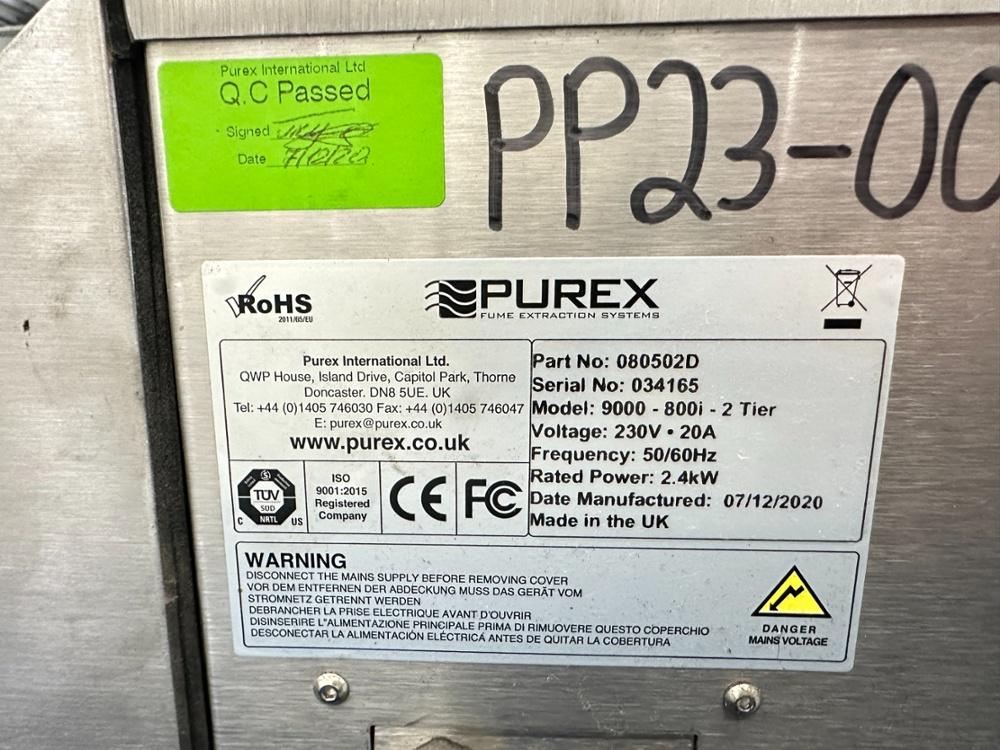 Purex International Ltd
Q.C Passed
Signed
Date 7/12/20
PP23-00
RoHS
2011/65/EU
PUREX
FUME EXTRACTION SYSTEMS
Purex International Ltd.
QWP House, Island Drive, Capitol Park, Thorne
Doncaster. DN8 5UE. UK
Tel: +44 (0)1405 746030 Fax: +44 (0)1405 746047
E: purex@purex.co.uk
www.purex.co.uk
TÜV
SÜD
NRTL
C US
ISO
9001:2015
Registered
Company
CE
FC
Part No: 080502D
Serial No: 034165
Model: 9000 - 800i - 2 Tier
Voltage: 230V • 20A
Frequency: 50/60Hz
Rated Power: 2.4kW
Date Manufactured: 07/12/2020
Made in the UK
WARNING
DISCONNECT THE MAINS SUPPLY BEFORE REMOVING COVER
VOR DEM ENTFERNEN DER ABDECKUNG MUSS DAS GERÄT VOM
STROMNETZ GETRENNT WERDEN
DEBRANCHER LA PRISE ELECTRIQUE AVANT D'OUVRIR
DISINSERIRE L"ALIMENTAZIONE PRINCIPALE PRIMA DI RIMUOVERE QUESTO COPERCHIO
DESCONECTAR LA ALIMENTACIÓN ELÉCTRICA ANTES DE QUITAR LA COBERTURA
DANGER
MAINS VOLTAGE